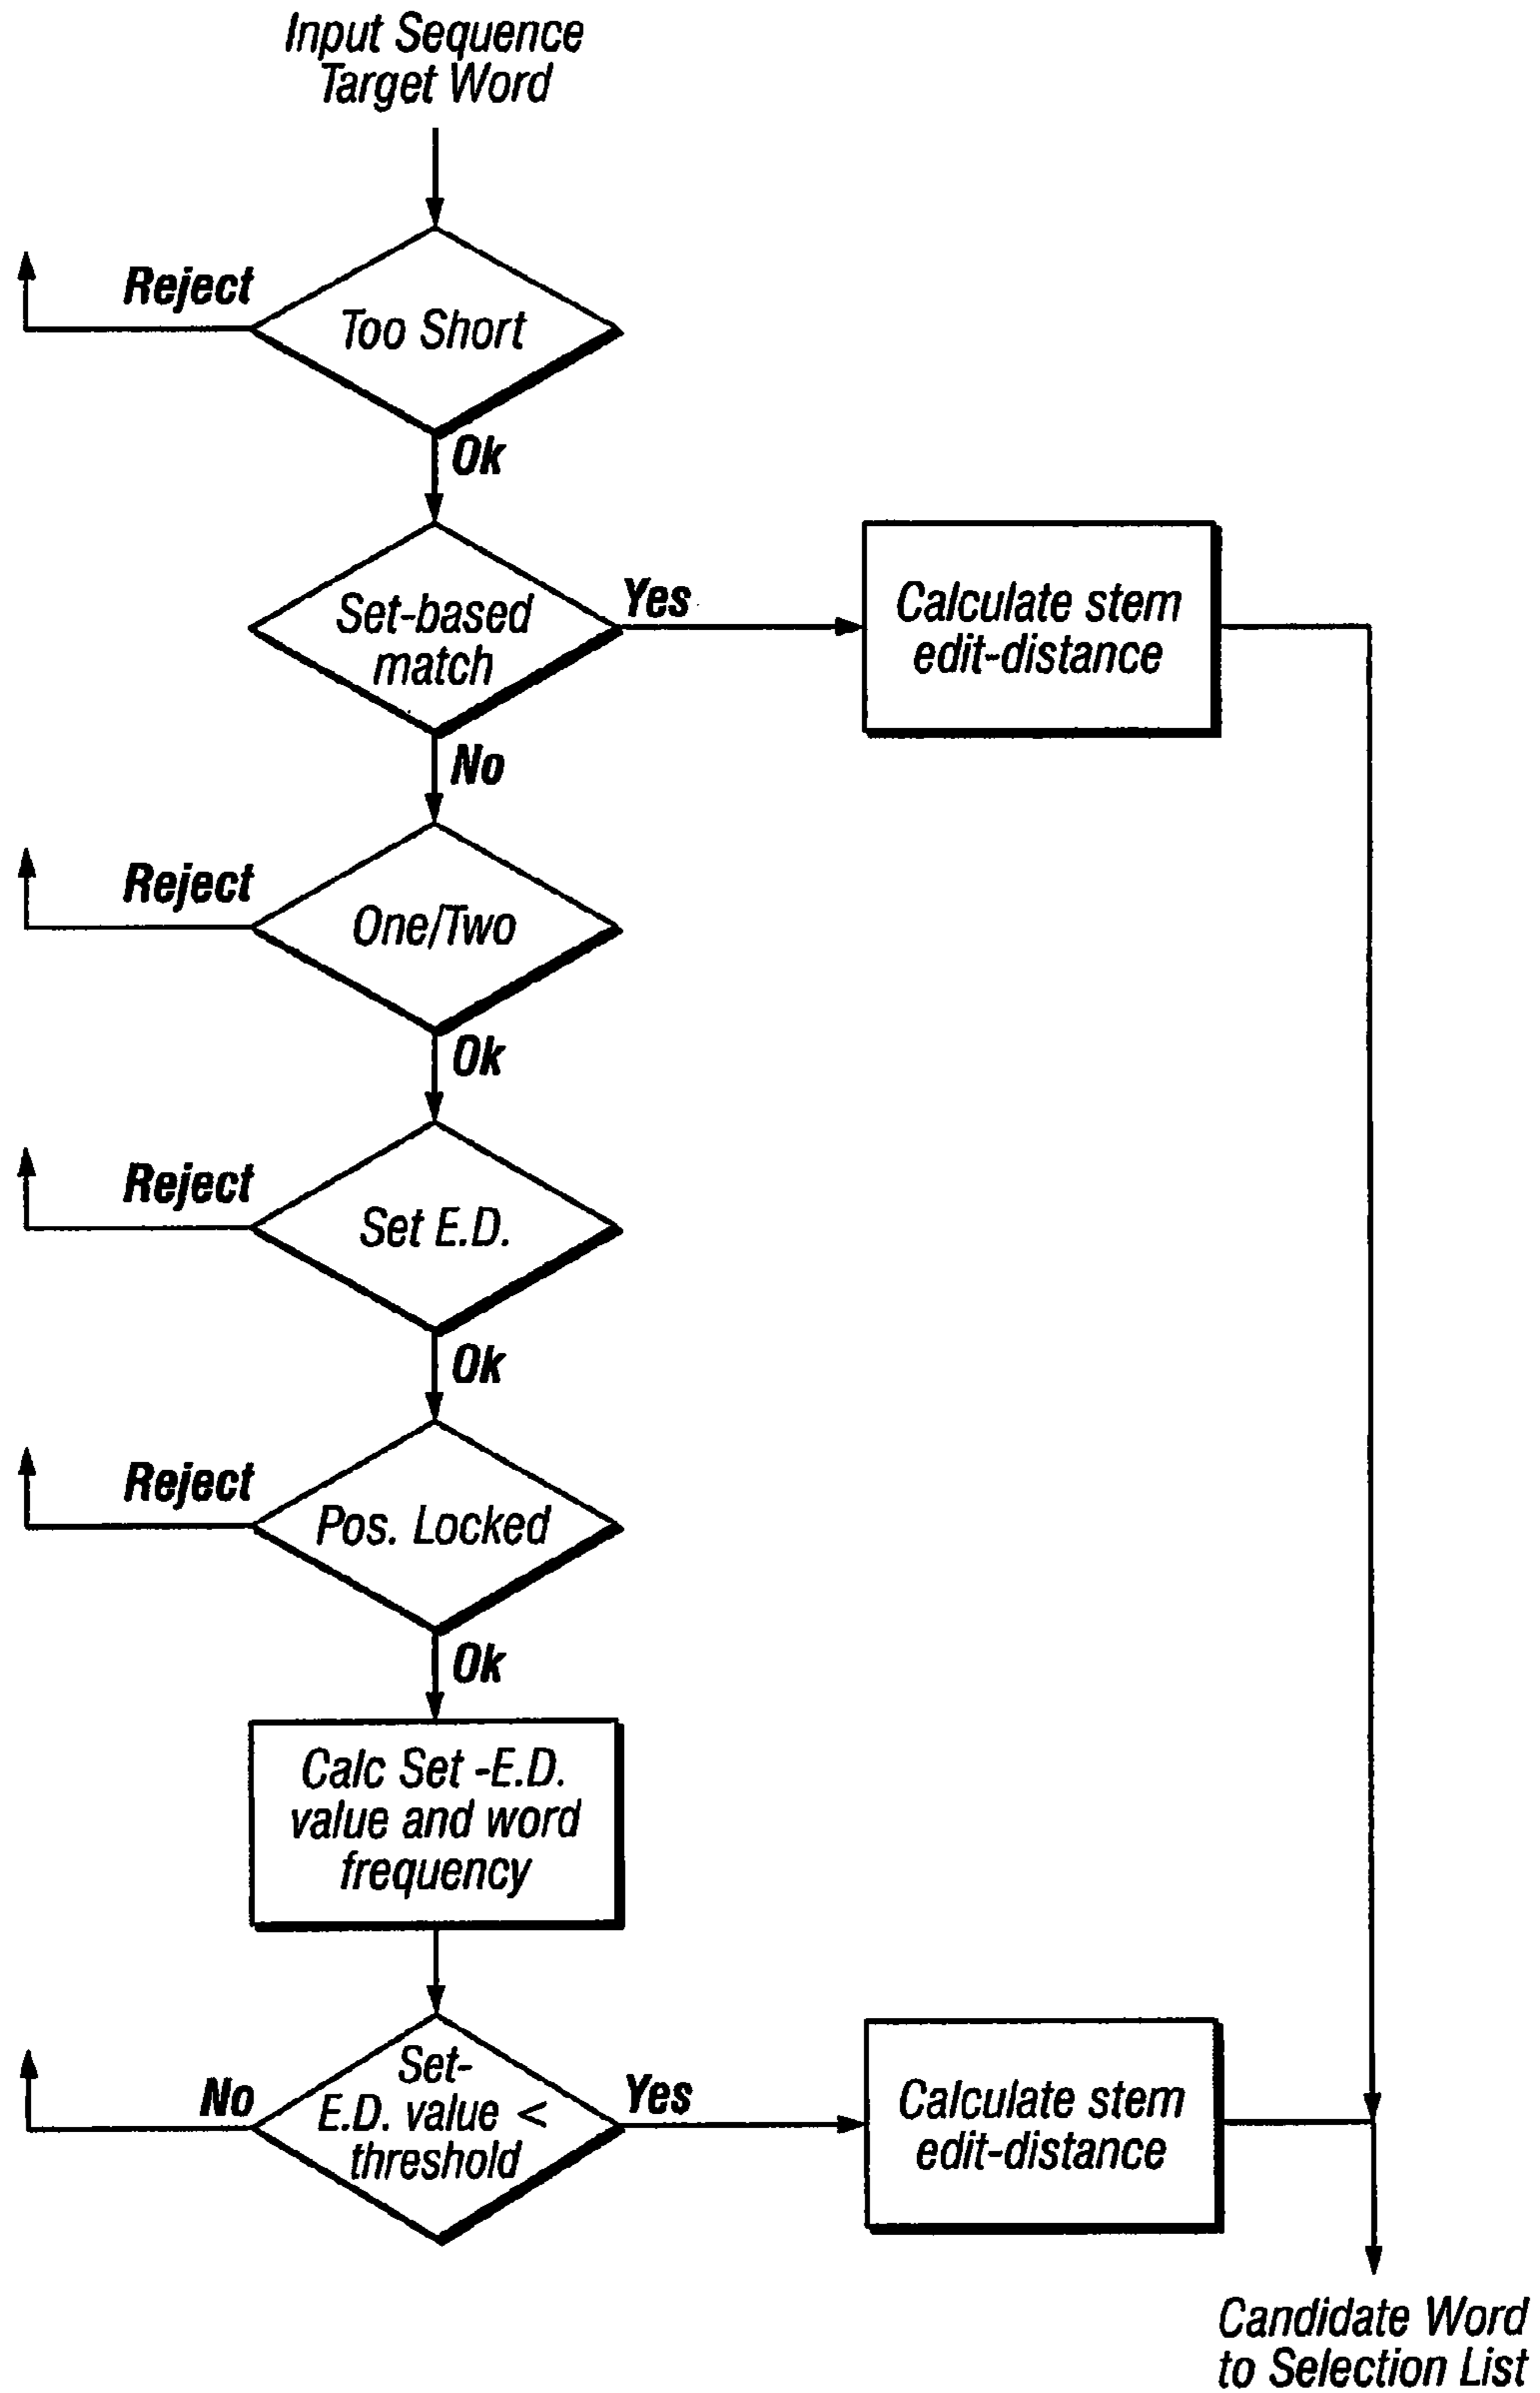 Input Sequence
Target Word
Reject
Too Short
Ok
Set-based
match
Yes
Calculate stem
edit-distance
No
Reject
One/Two
Ok
Reject
Set E.D.
Ok
Reject
Pos. Locked
Ok
Calc Set -E.D.
value and word
frequency
No
Set-
E.D. value <
threshold
Yes
Calculate stem
edit-distance
Candidate Word
to Selection List